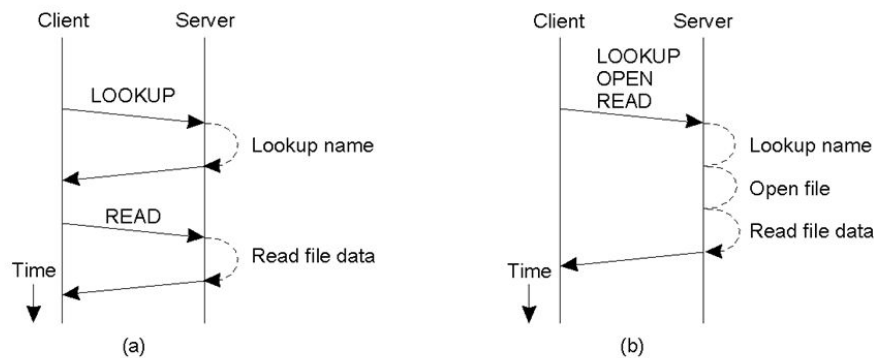 Client
Server
LOOKUP
Lookup name
READ
Read file data
Time
(a)
Client
Server
LOOKUP
OPEN
READ
Lookup name
Open file
Read file data
Time
(b)